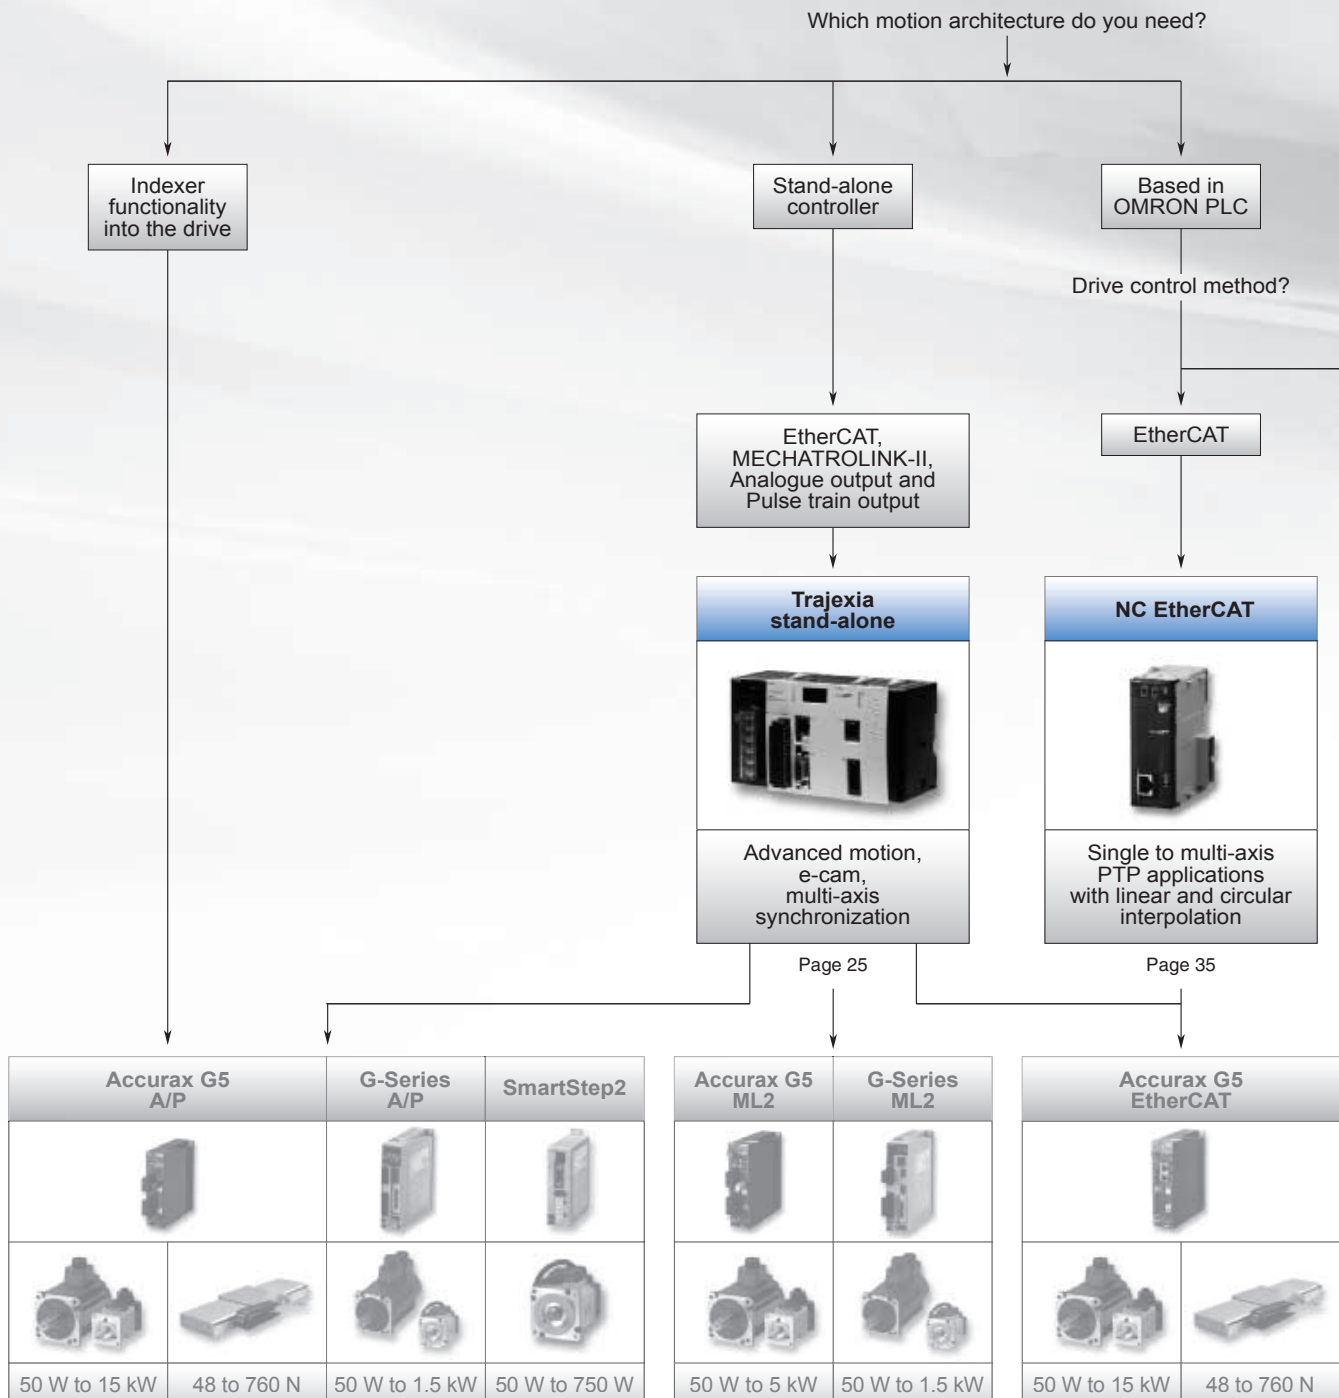 Which motion architecture do you need?
Indexer
functionality
into the drive
Stand-alone
controller
Based in
OMRON PLC
Drive control method?
EtherCAT,
MECHATROLINK-II,
Analogue output and
Pulse train output
EtherCAT
Trajexia
stand-alone
NC EtherCAT
Advanced motion,
e-cam,
multi-axis
synchronization
Single to multi-axis
PTP applications
with linear and circular
interpolation
Page 25
Page 35
Accurax G5
A/P
G-Series
A/P
SmartStep2
Accurax G5
ML2
G-Series
ML2
Accurax G5
EtherCAT
50 W to 15 kW
48 to 760 N
50 W to 1.5 kW
50 W to 750 W
50 W to 5 kW
50 W to 1.5 kW
50 W to 15 kW
48 to 760 N